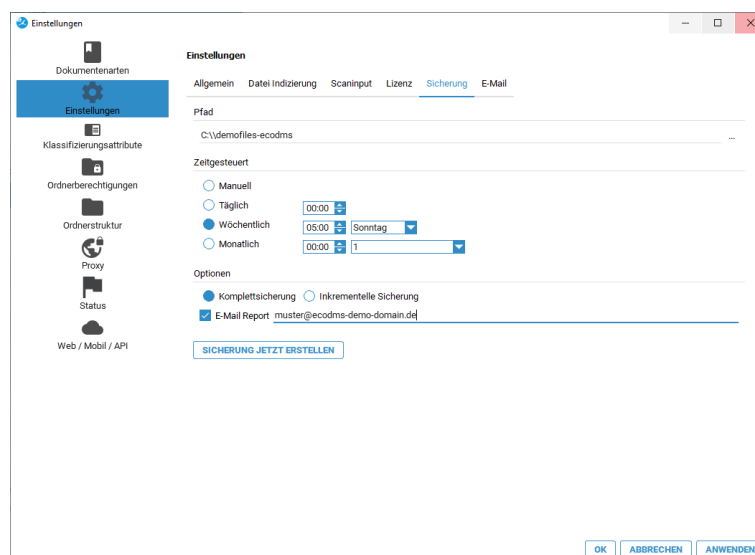 Einstellungen
Dokumentenarten
Einstellungen
Klassifizierungsattribute
Ordnerberechtigungen
Ordnerstruktur
Proxy
Status
Web / Mobil / API
Einstellungen
Allgemein Datei Indizierung Scaninput Lizenz Sicherung E-Mail
Pfad
C:\\demofiles-ecodms ...
Zeitgesteuert
Manuell
Täglich 00:00
Wöchentlich 05:00 Sonntag
Monatlich 00:00 1
Optionen
Komplettsicherung Inkrementelle Sicherung
E-Mail Report muster@ecodms-demo-domain.de
SICHERUNG JETZT ERSTELLEN
OK ABBRECHEN ANWENDEN